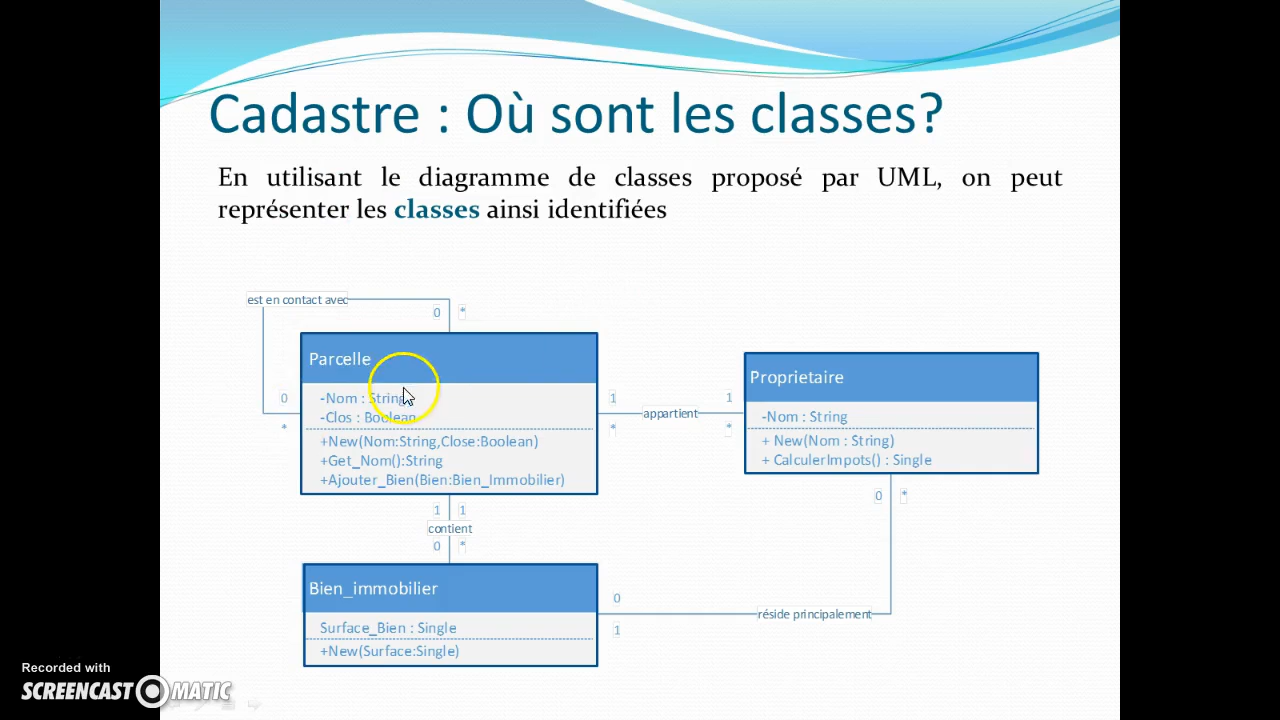 Cadastre : Où sont les classes?
En utilisant le diagramme de classes proposé par UML, on peut
représenter les classes ainsi identifiées
est en contact avec
0 *
Parcelle
-Nom : String
-Clos : Boolean
+New(Nom:String,Close:Boolean)
+Get_Nom():String
+Ajouter_Bien(Bien:Bien_Immobilier)
0
*
1
*
appartient
1
*
Proprietaire
-Nom : String
+ New(Nom : String)
+ CalculerImpots() : Single
1 1
contient
0 *
0 *
Bien_immobilier
Surface_Bien : Single
+New(Surface:Single)
0
1
réside principalement
Recorded with
SCREENCAST MATIC